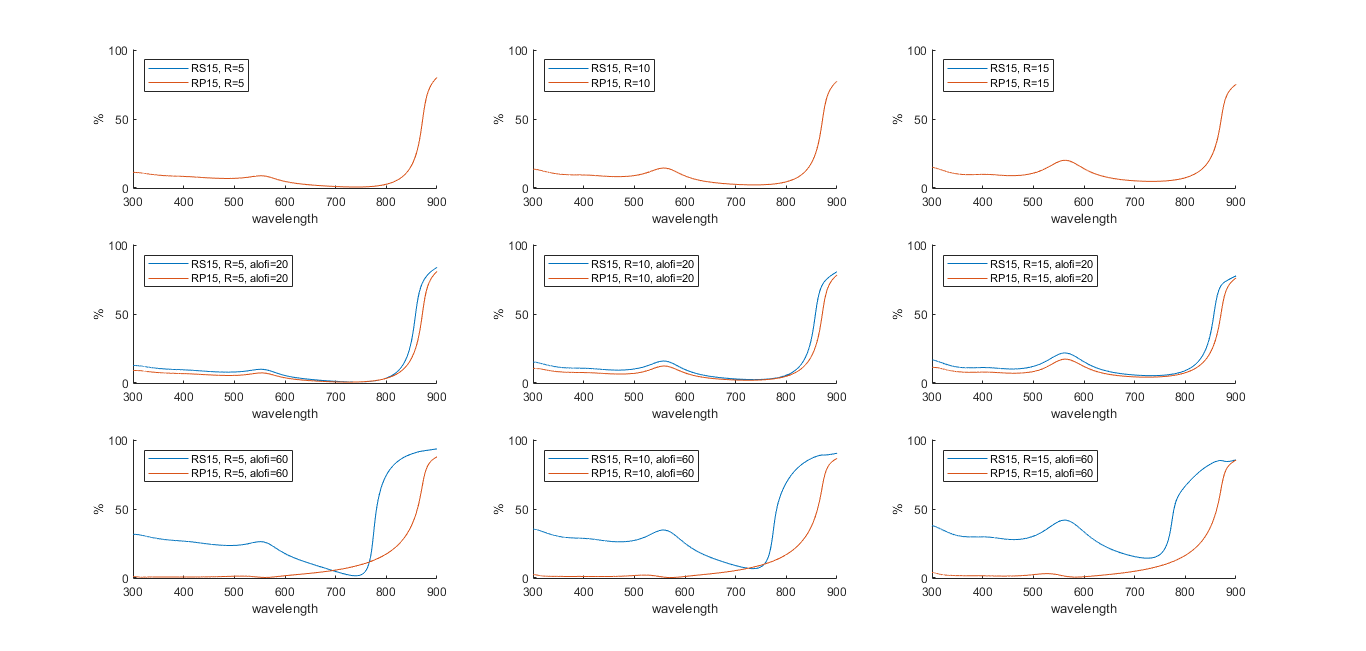 100
50
0
%
RS15, R=5
RP15, R=5
300 400 500 600 700 800 900
wavelength
100
50
0
%
RS15, R=10
RP15, R=10
300 400 500 600 700 800 900
wavelength
100
50
0
%
RS15, R=15
RP15, R=15
300 400 500 600 700 800 900
wavelength
100
50
0
%
RS15, R=5, alofi=20
RP15, R=5, alofi=20
300 400 500 600 700 800 900
wavelength
100
50
0
%
RS15, R=10, alofi=20
RP15, R=10, alofi=20
300 400 500 600 700 800 900
wavelength
100
50
0
%
RS15, R=15, alofi=20
RP15, R=15, alofi=20
300 400 500 600 700 800 900
wavelength
100
50
0
%
RS15, R=5, alofi=60
RP15, R=5, alofi=60
300 400 500 600 700 800 900
wavelength
100
50
0
%
RS15, R=10, alofi=60
RP15, R=10, alofi=60
300 400 500 600 700 800 900
wavelength
100
50
0
%
RS15, R=15, alofi=60
RP15, R=15, alofi=60
300 400 500 600 700 800 900
wavelength